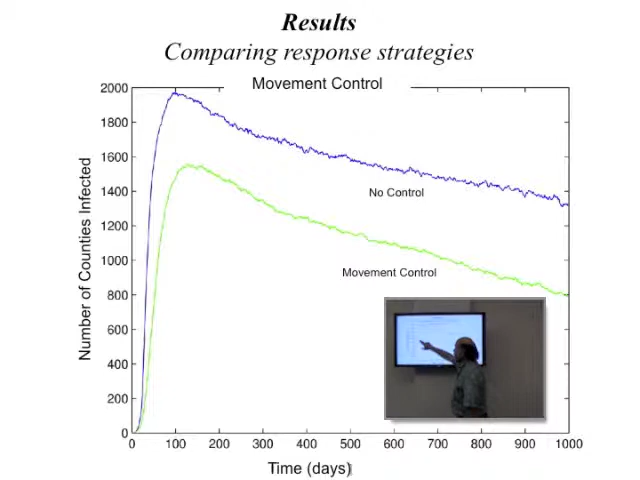 Results
Comparing response strategies
Movement Control
2000
1800
1600
1400
1200
1000
800
600
400
200
0
Number of Counties Infected
No Control
Movement Control
0 100 200 300 400 500 600 700 800 900 1000
Time (days)